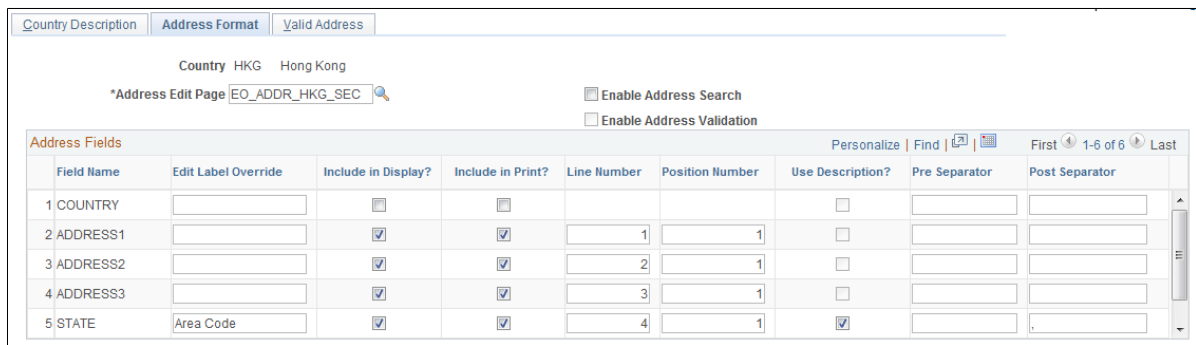 Country Description Address Format Valid Address
Country HKG Hong Kong
*Address Edit Page EO_ADDR_HKG_SEC
Enable Address Search
Enable Address Validation
Address Fields Personalize | Find | | First 1-6 of 6 Last
Field Name Edit Label Override Include in Display? Include in Print? Line Number Position Number Use Description? Pre Separator Post Separator
1 COUNTRY
2 ADDRESS1 1 1
3 ADDRESS2 2 1
4 ADDRESS3 3 1
5 STATE Area Code 4 1 ,